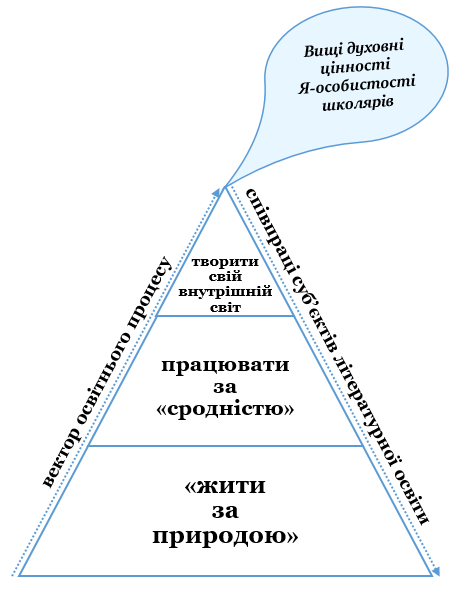 Вищі духовні
цінності
Я-особистості
школярів
вектор освітнього процесу
співпраці суб’єктів літературної освіти
творити
свій
внутрішній
світ
працювати
за
«сродністю»
«жити
за
природою»